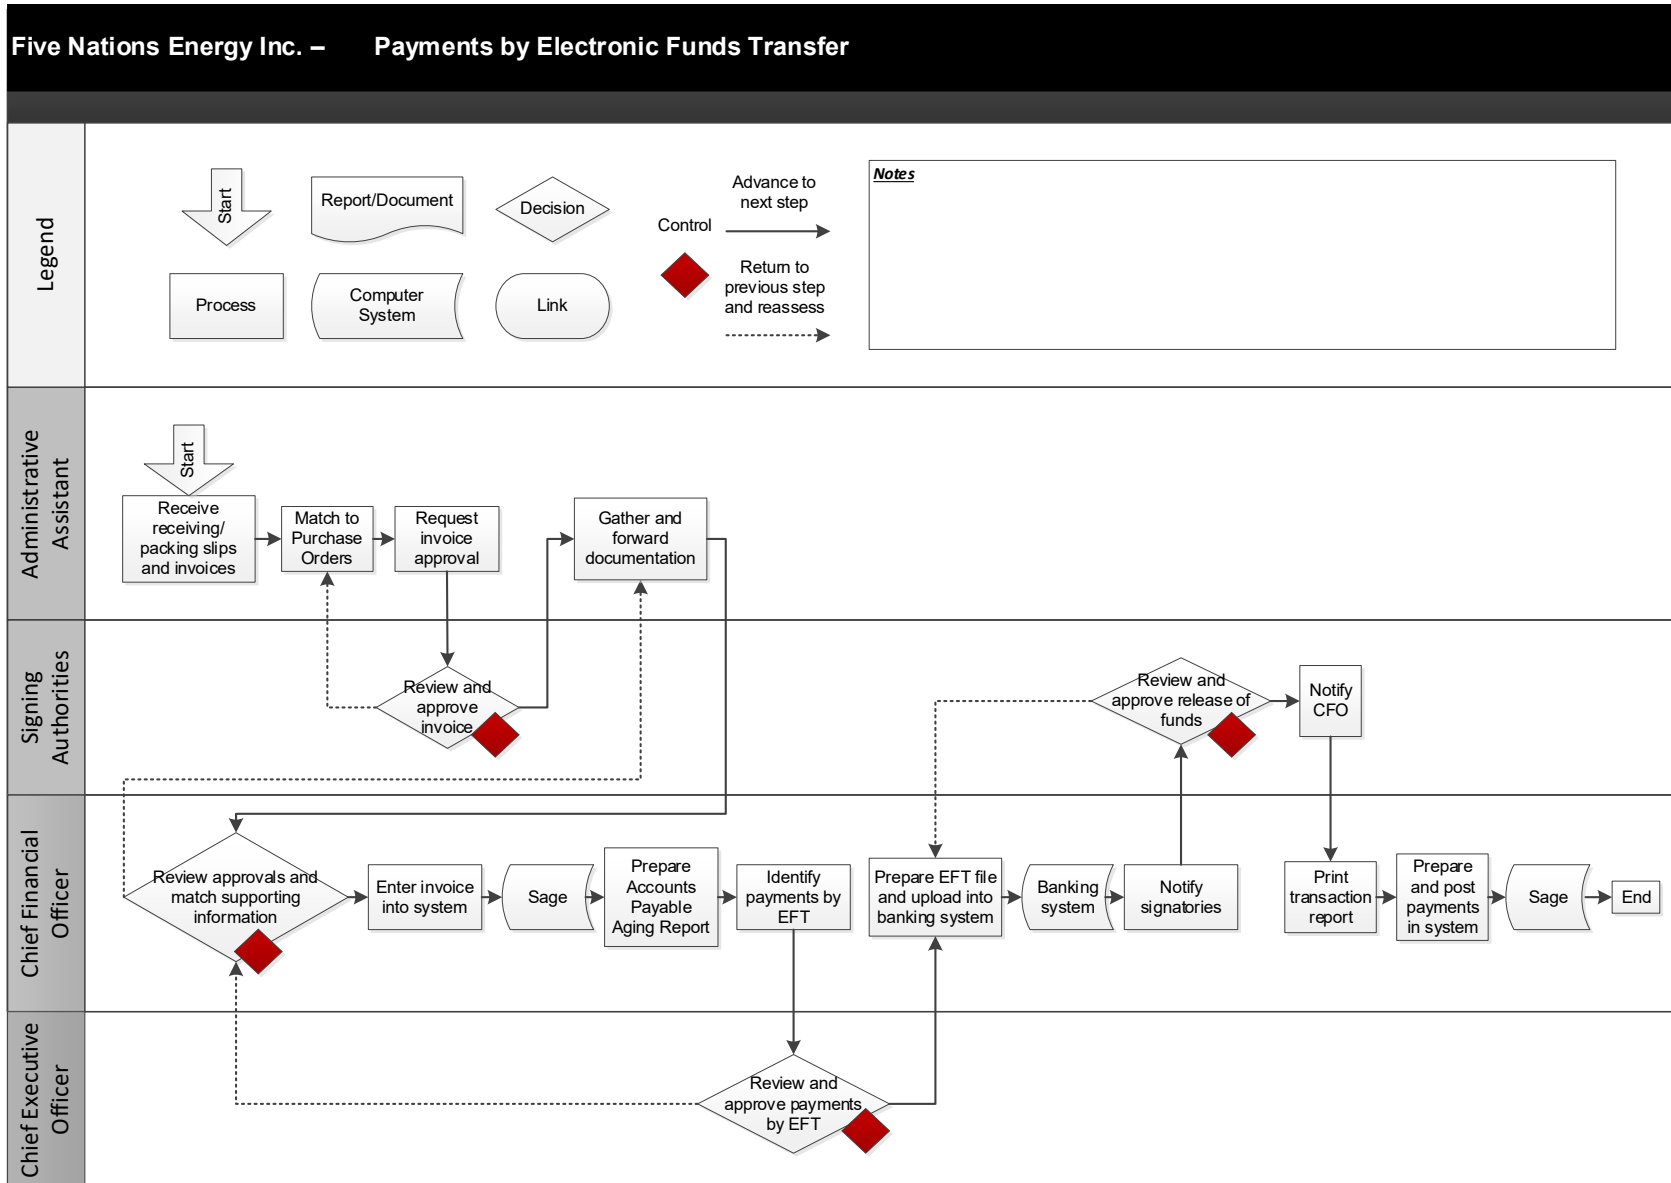 Five Nations Energy Inc. – Payments by Electronic Funds Transfer
Legend
Start
Report/Document
Decision
Control
Advance to
next step
Notes
Process
Computer
System
Link
Return to
previous step
and reassess
Administrative
Assistant
Start
Receive
receiving/
packing slips
and invoices
Match to
Purchase
Orders
Request
invoice
approval
Gather and
forward
documentation
Signing
Authorities
Review and
approve
invoice
Review and
approve release of
funds
Notify
CFO
Chief Financial
Officer
Review approvals and
match supporting
information
Enter invoice
into system
Sage
Prepare
Accounts
Payable
Aging Report
Identify
payments by
EFT
Prepare EFT file
and upload into
banking system
Banking
system
Notify
signatories
Print
transaction
report
Prepare
and post
payments
in system
Sage
End
Chief Executive
Officer
Review and
approve payments
by EFT